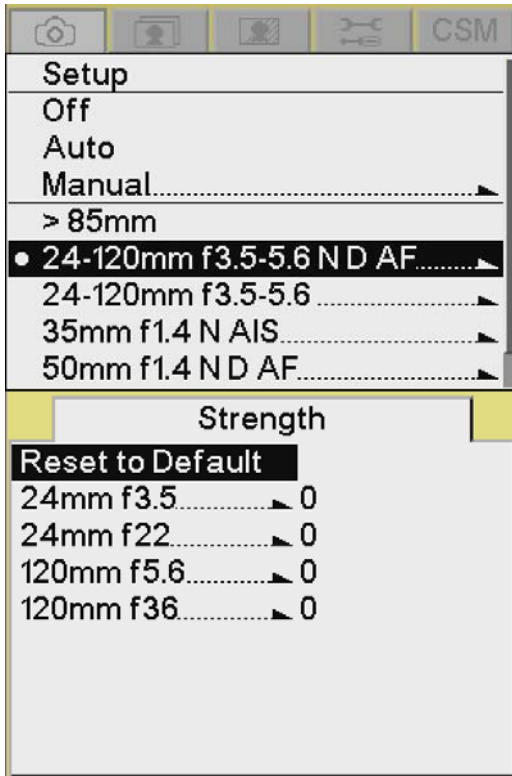 CSM
Setup
Off
Auto
Manual
> 85mm
• 24-120mm f3.5-5.6 N D AF
24-120mm f3.5-5.6
35mm f1.4 N AIS
50mm f1.4 N D AF
Strength
Reset to Default
24mm f3.5 0
24mm f22 0
120mm f5.6 0
120mm f36 0